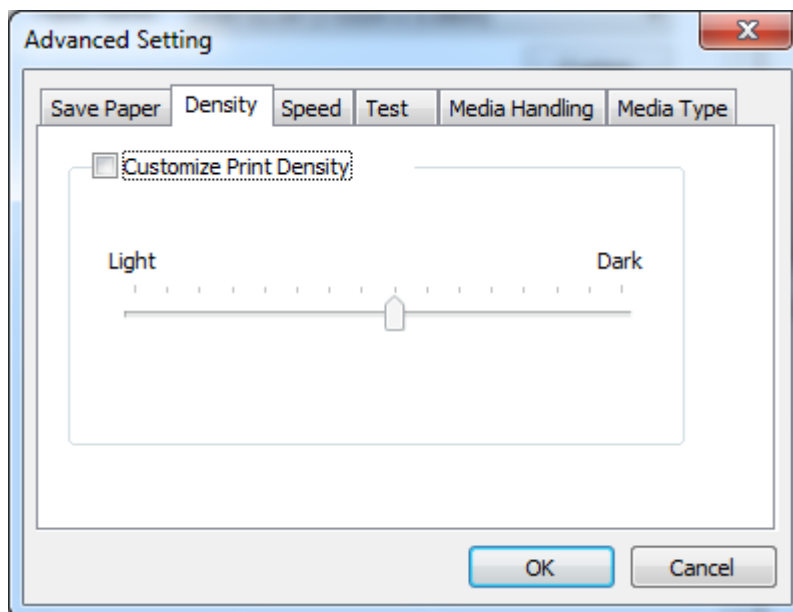 Advanced Setting
Save Paper Density Speed Test Media Handling Media Type
Customize Print Density
Light Dark
OK Cancel